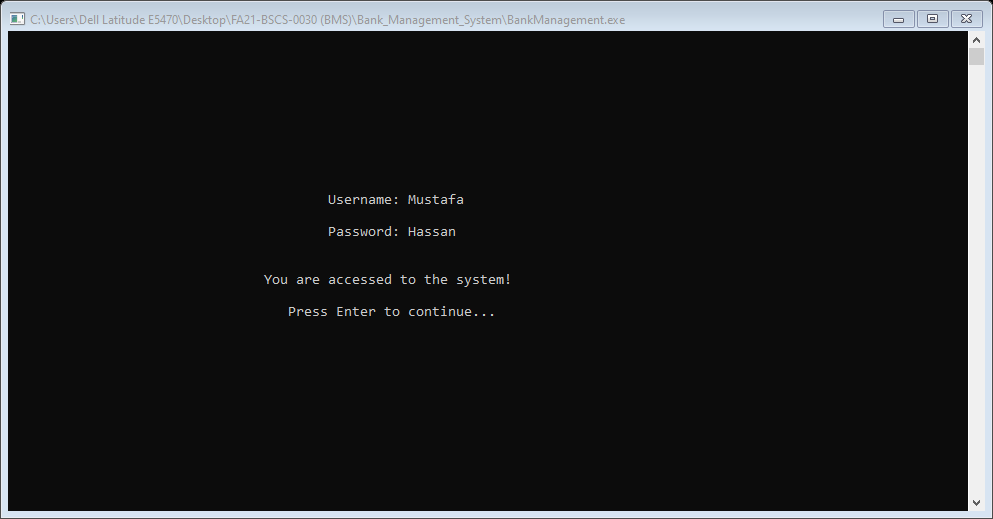 C:\Users\Dell Latitude E5470\Desktop\FA21-BSCS-0030 (BMS)\Bank_Management_System\BankManagement.exe
Username: Mustafa
Password: Hassan
You are accessed to the system!
Press Enter to continue...